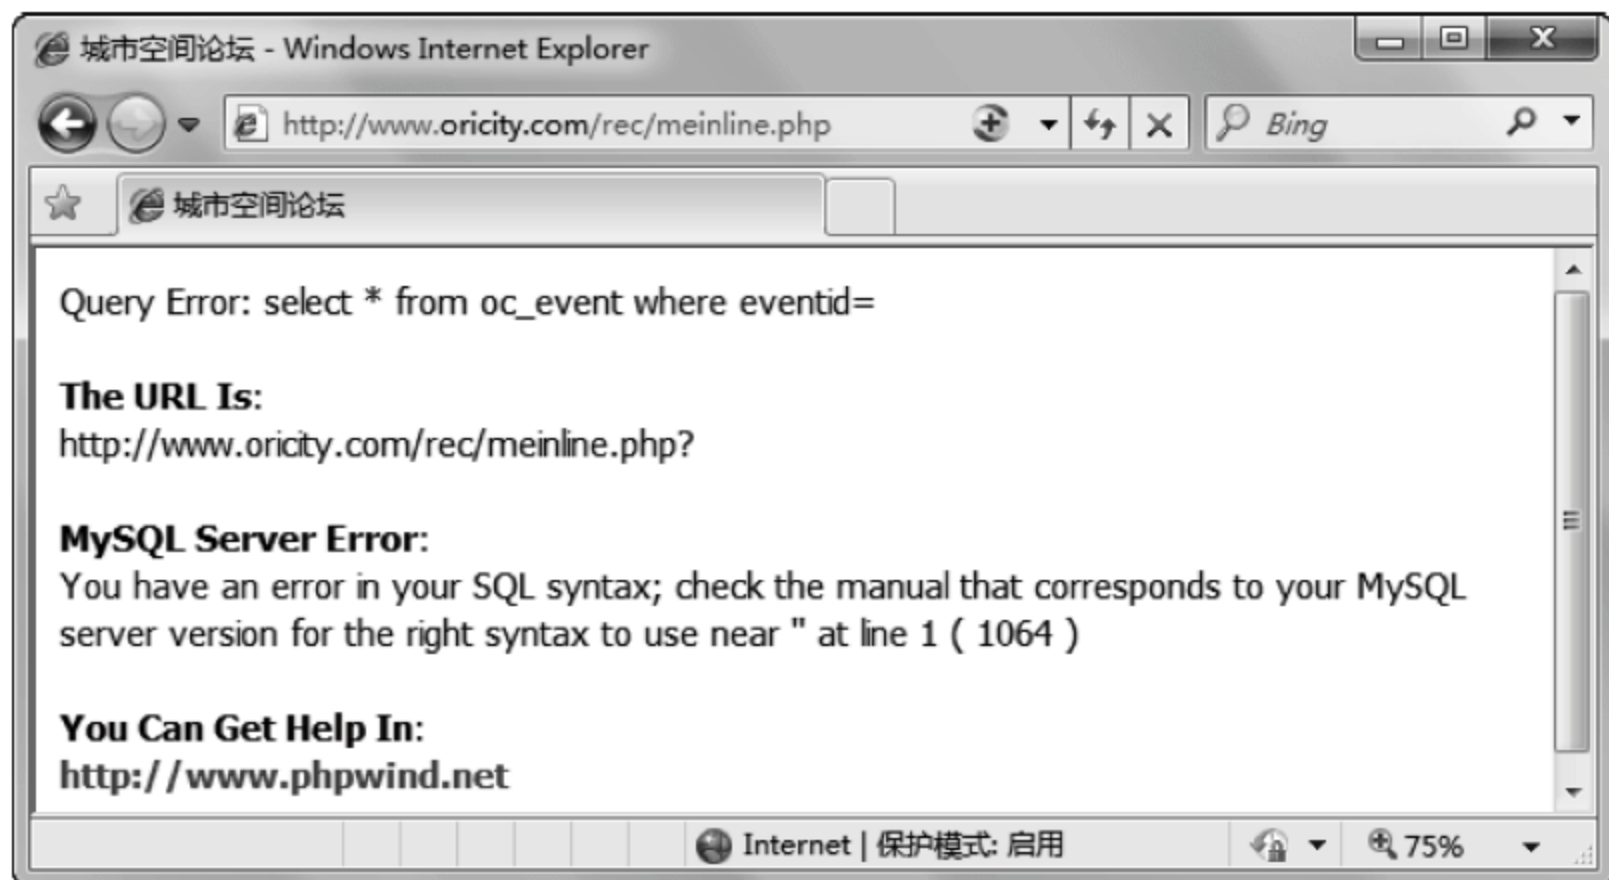 城市空间论坛 - Windows Internet Explorer
http://www.oricity.com/rec/meinline.php
Bing
城市空间论坛
Query Error: select * from oc_event where eventid=
The URL Is:
http://www.oricity.com/rec/meinline.php?
MySQL Server Error:
You have an error in your SQL syntax; check the manual that corresponds to your MySQL
server version for the right syntax to use near '' at line 1 ( 1064 )
You Can Get Help In:
http://www.phpwind.net
Internet | 保护模式: 启用
75%